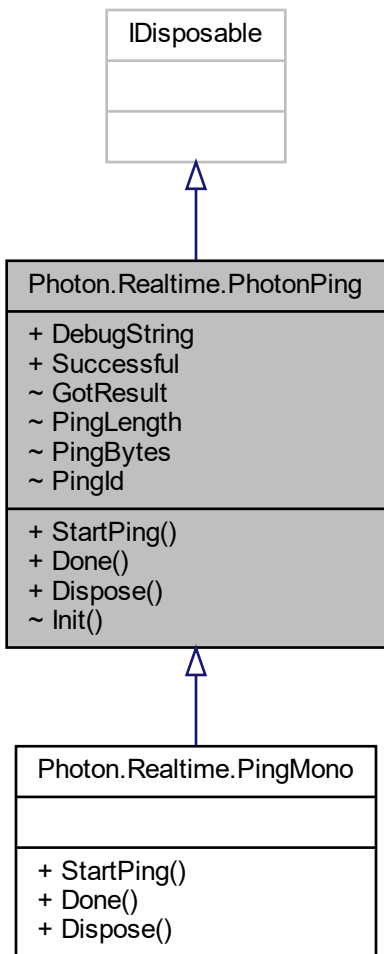 IDisposable
Photon.Realtime.PhotonPing
+ DebugString
+ Successful
~ GotResult
~ PingLength
~ PingBytes
~ PingId
+ StartPing()
+ Done()
+ Dispose()
~ Init()
Photon.Realtime.PingMono
+ StartPing()
+ Done()
+ Dispose()